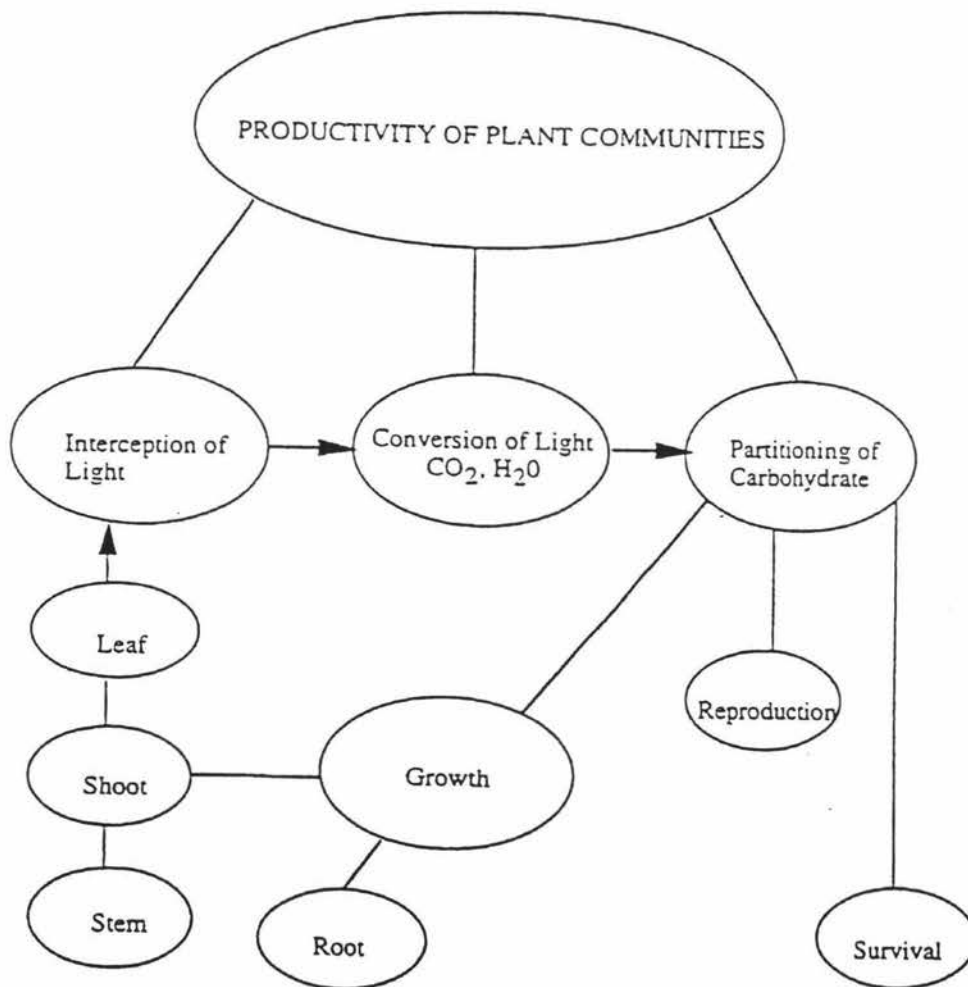 PRODUCTIVITY OF PLANT COMMUNITIES
Interception of
Light
Conversion of Light
CO₂. H₂0
Partitioning of
Carbohydrate
Leaf
Reproduction
Shoot
Growth
Stem
Root
Survival